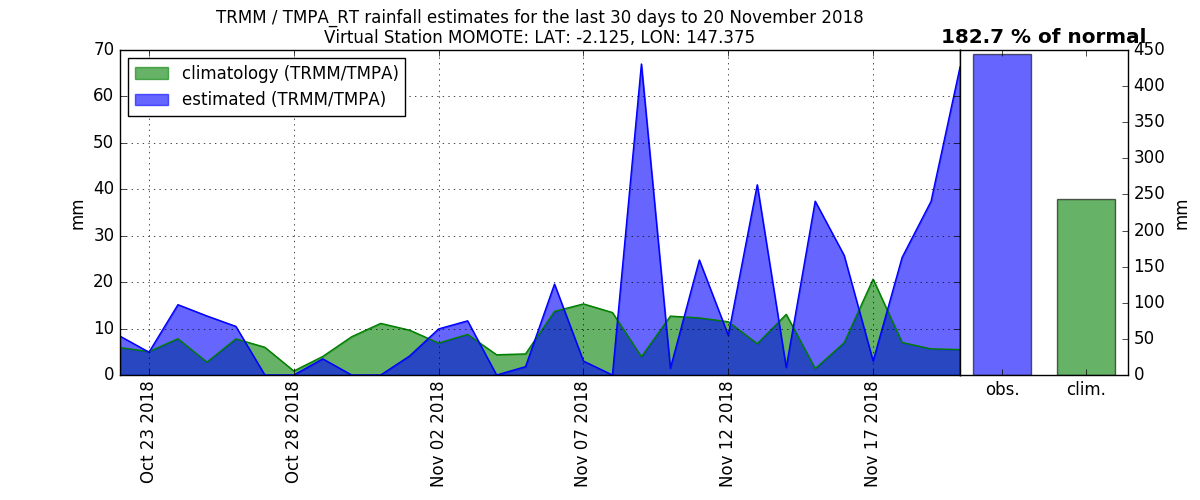 TRMM / TMPA_RT rainfall estimates for the last 30 days to 20 November 2018
Virtual Station MOMOTE: LAT: -2.125, LON: 147.375
182.7 % of normal
climatology (TRMM/TMPA)
estimated (TRMM/TMPA)
mm
70
60
50
40
30
20
10
0
Oct 23 2018
Oct 28 2018
Nov 02 2018
Nov 07 2018
Nov 12 2018
Nov 17 2018
obs.
clim.
450
400
350
300
250
200
150
100
50
0
mm